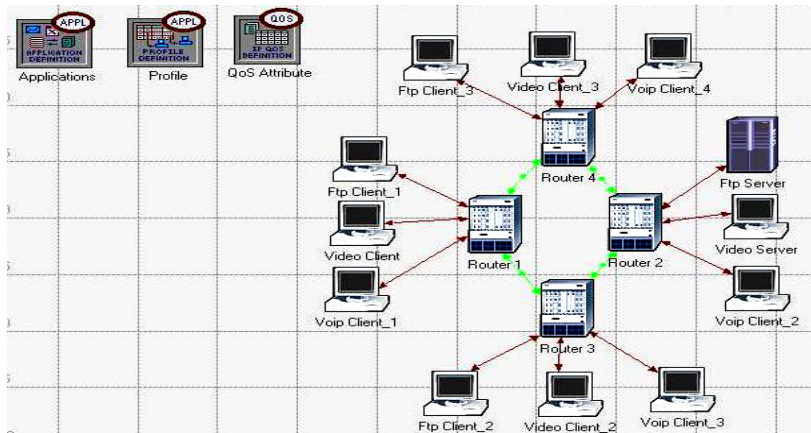 APPL
APPLICATION
DEFINITION
Applications
APPL
PROFILE
DEFINITION
Profile
QOS
IP QOS
DEFINITION
QoS Attribute
Ftp Client_3
Video Client_3
Voip Client_4
Router 4
Ftp Client_1
Video Client
Voip Client_1
Router 1
Router 2
Ftp Server
Video Server
Voip Client_2
Router 3
Ftp Client_2
Video Client_2
Voip Client_3